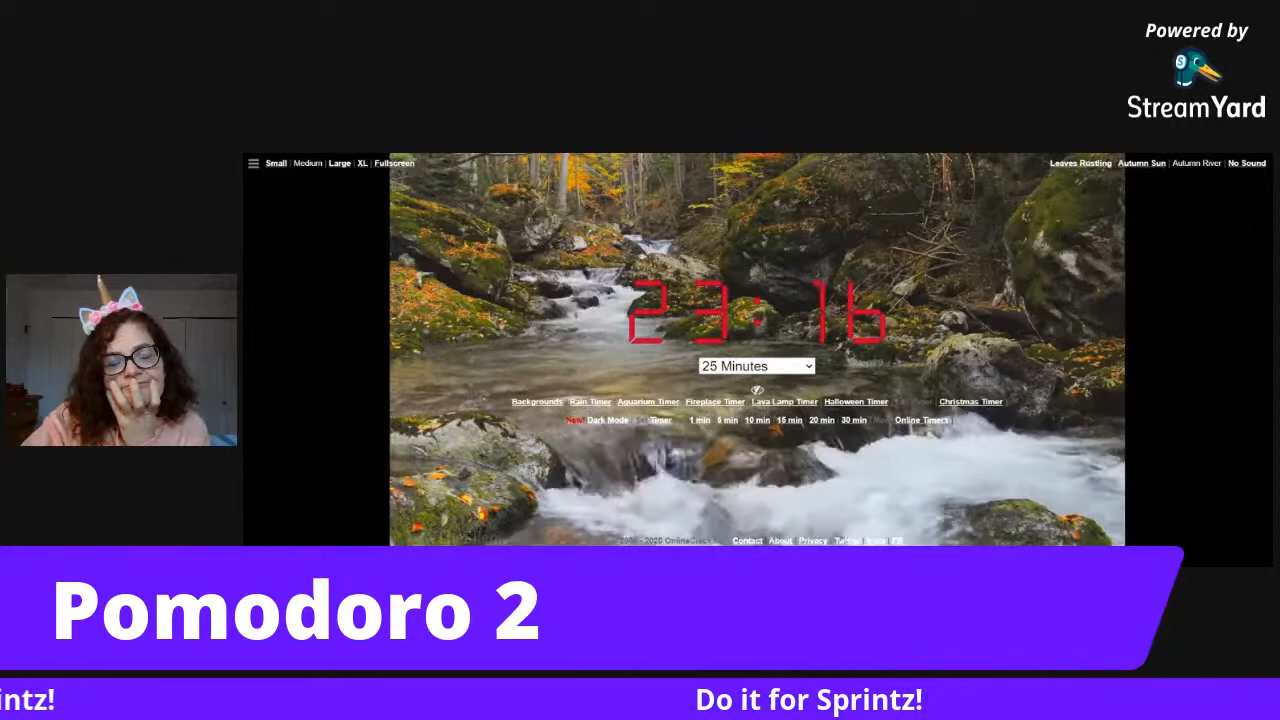 Powered by
StreamYard
Small | Medium | Large | XL | Fullscreen
Leaves Rustling Autumn Sun | Autumn River | No Sound
23:16
25 Minutes
Backgrounds Rain Timer Aquarium Timer Fireplace Timer Lava Lamp Timer Halloween Timer Christmas Timer
New! Dark Mode Timer 1 min 5 min 10 min 15 min 20 min 30 min Online Timers
2020 Contact About Privacy FB
Pomodoro 2
intz!
Do it for Sprintz!